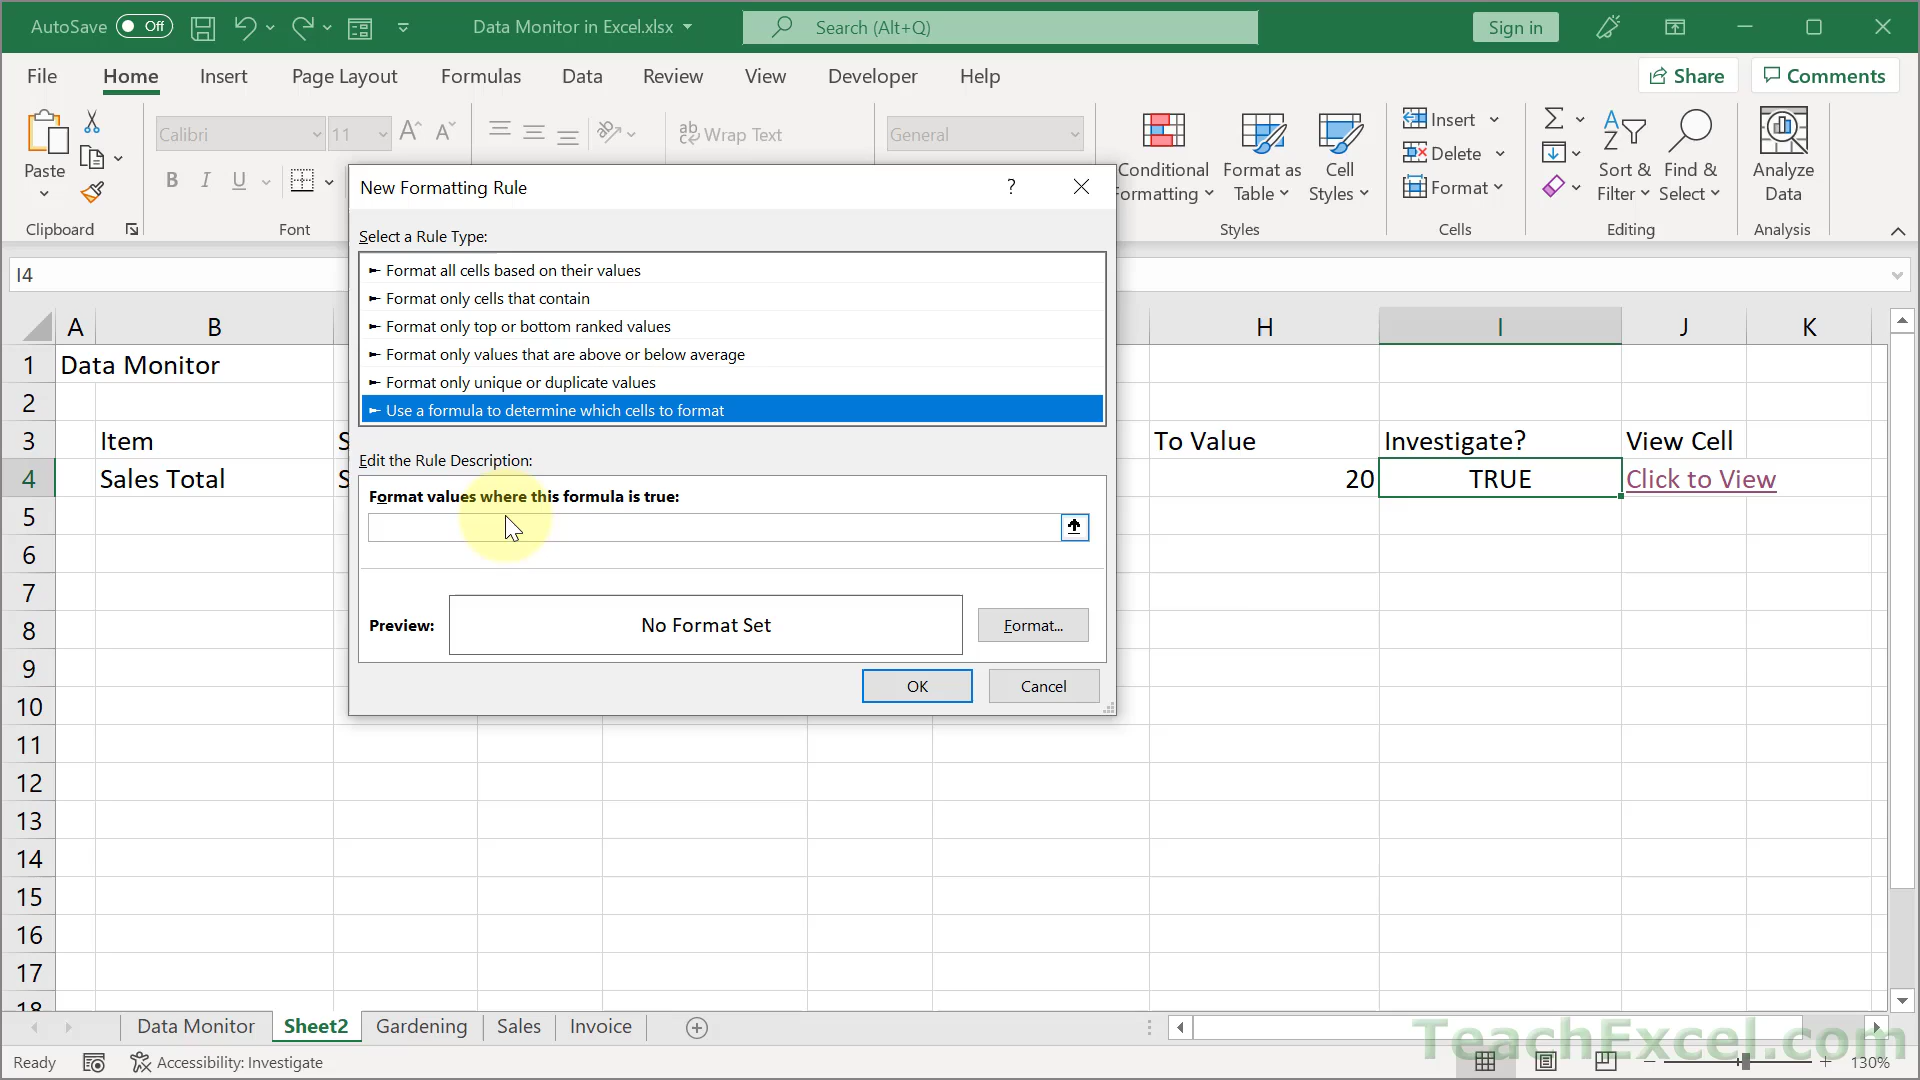 AutoSave Off Data Monitor in Excel.xlsx Search (Alt+Q) Sign in
File Home Insert Page Layout Formulas Data Review View Developer Help Share Comments
Calibri 11 A A ab Wrap Text General Insert
Paste B I U Conditional Formatting Format as Table Cell Styles Delete Sort & Filter Find & Select Analyze Data
Format
Clipboard Font Styles Cells Editing Analysis
New Formatting Rule ? 
Select a Rule Type:
► Format all cells based on their values
► Format only cells that contain
► Format only top or bottom ranked values
► Format only values that are above or below average
► Format only unique or duplicate values
► Use a formula to determine which cells to format
Edit the Rule Description:
Format values where this formula is true:
Preview: No Format Set Format...
OK Cancel
I4
A B H I J K
1 Data Monitor
2
3 Item S To Value Investigate? View Cell
4 Sales Total S 20 TRUE Click to View
5
6
7
8
9
10
11
12
13
14
15
16
17
18
Data Monitor Sheet2 Gardening Sales Invoice
TeachExcel.com
Ready Accessibility: Investigate 130%